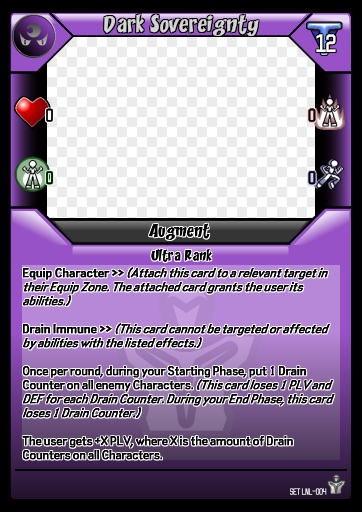 Dark Sovereignty
12
0
0
0
0
Augment
Ultra Rank
Equip Character >> (Attach this card to a relevant target in
their Equip Zone. The attached card grants the user its
abilities.)
Drain Immune >> (This card cannot be targeted or affected
by abilities with the listed effects.)
Once per round, during your Starting Phase, put 1 Drain
Counter on all enemy Characters. (This card loses 1 PLV and
DEF for each Drain Counter. During your End Phase, this card
loses 1 Drain Counter)
The user gets +X PLV, where X is the amount of Drain
Counters on all Characters.
SET LNL-004